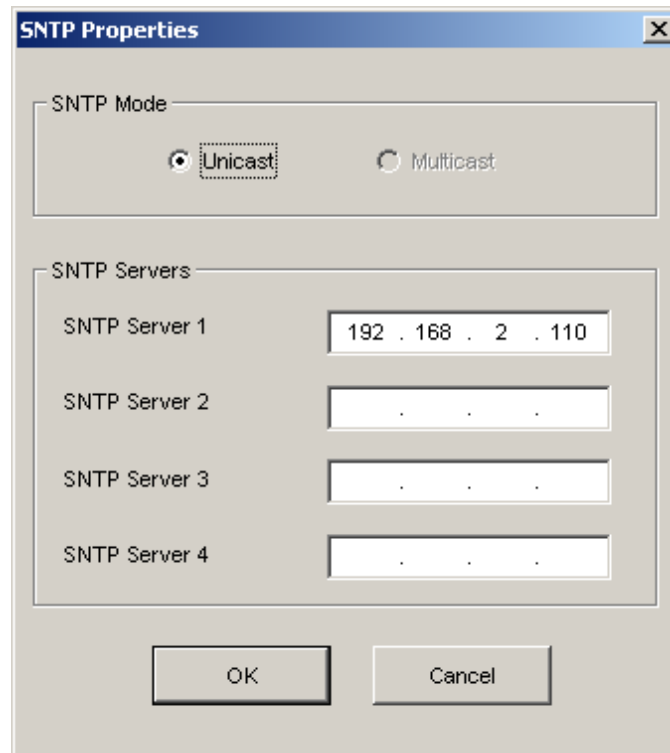 SNTP Properties
SNTP Mode
Unicast Multicast
SNTP Servers
SNTP Server 1 192 . 168 . 2 . 110
SNTP Server 2 . . .
SNTP Server 3 . . .
SNTP Server 4 . . .
OK Cancel